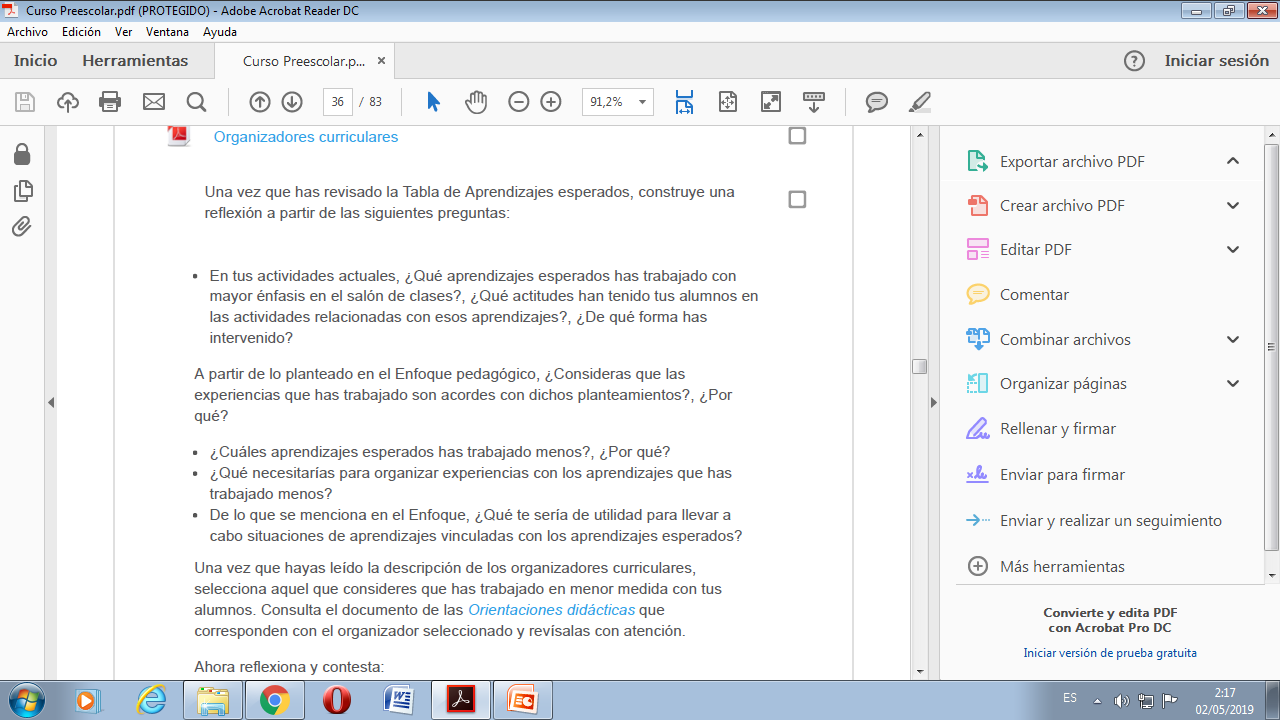 Curso Preescolar.pdf (PROTEGIDO) - Adobe Acrobat Reader DC
Archivo Edición Ver Ventana Ayuda
Inicio Herramientas Curso Preescolar.p... × ? Iniciar sesión
36 / 83 91,2%
Organizadores curriculares
Una vez que has revisado la Tabla de Aprendizajes esperados, construye una
reflexión a partir de las siguientes preguntas:
• En tus actividades actuales, ¿Qué aprendizajes esperados has trabajado con
mayor énfasis en el salón de clases?, ¿Qué actitudes han tenido tus alumnos en
las actividades relacionadas con esos aprendizajes?, ¿De qué forma has
intervenido?
A partir de lo planteado en el Enfoque pedagógico, ¿Consideras que las
experiencias que has trabajado son acordes con dichos planteamientos?, ¿Por
qué?
• ¿Cuáles aprendizajes esperados has trabajado menos?, ¿Por qué?
• ¿Qué necesitarías para organizar experiencias con los aprendizajes que has
trabajado menos?
• De lo que se menciona en el Enfoque, ¿Qué te sería de utilidad para llevar a
cabo situaciones de aprendizajes vinculadas con los aprendizajes esperados?
Una vez que hayas leído la descripción de los organizadores curriculares,
selecciona aquel que consideres que has trabajado en menor medida con tus
alumnos. Consulta el documento de las Orientaciones didácticas que
corresponden con el organizador seleccionado y revísalas con atención.
Ahora reflexiona y contesta:
Exportar archivo PDF
Crear archivo PDF
Editar PDF
Comentar
Combinar archivos
Organizar páginas
Rellenar y firmar
Enviar para firmar
Enviar y realizar un seguimiento
Más herramientas
Convierte y edita PDF
con Acrobat Pro DC
Iniciar versión de prueba gratuita
ES
2:17
02/05/2019